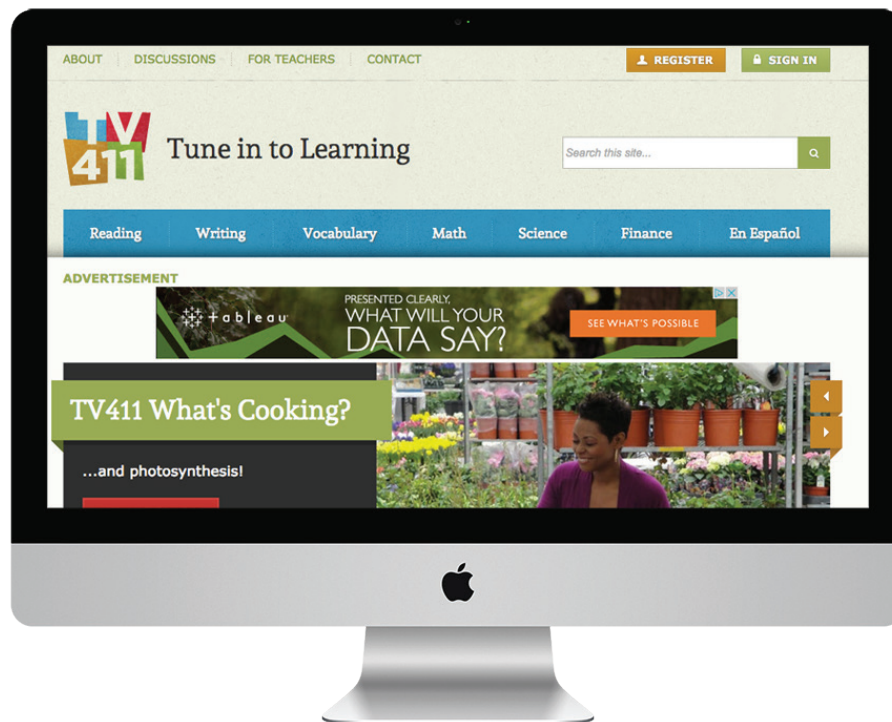 ABOUT DISCUSSIONS FOR TEACHERS CONTACT REGISTER SIGN IN
TV
411
Tune in to Learning
Search this site...
Reading Writing Vocabulary Math Science Finance En Español
ADVERTISEMENT
tableau
PRESENTED CLEARLY,
WHAT WILL YOUR
DATA SAY?
SEE WHAT'S POSSIBLE
TV411 What's Cooking?
...and photosynthesis!